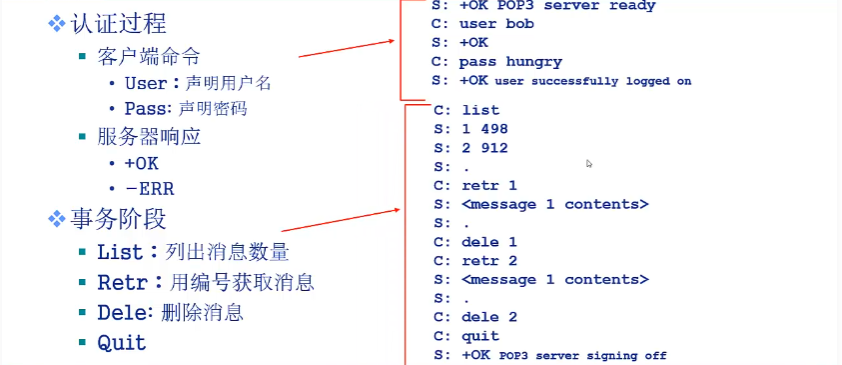 认证过程
客户端命令
User：声明用户名
Pass: 声明密码
服务器响应
+OK
-ERR
事务阶段
List：列出消息数量
Retr：用编号获取消息
Dele: 删除消息
Quit
S: +OK POP3 server ready
C: user bob
S: +OK
C: pass hungry
S: +OK user successfully logged on
C: list
S: 1 498
S: 2 912
S: .
C: retr 1
S: <message 1 contents>
S: .
C: dele 1
C: retr 2
S: <message 1 contents>
S: .
C: dele 2
C: quit
S: +OK POP3 server signing off